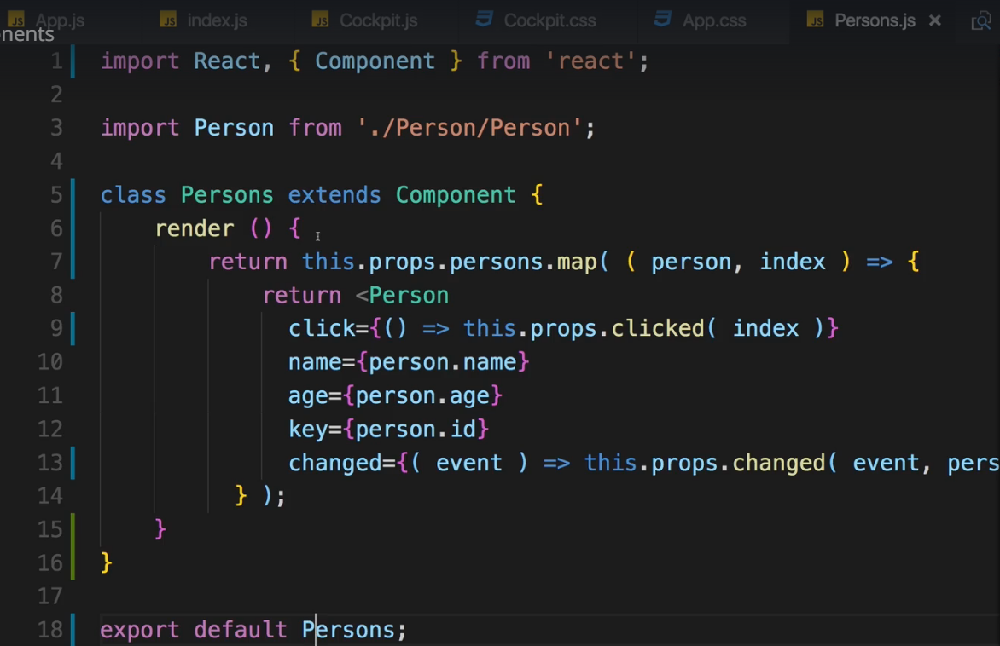 App.js index.js Cockpit.js Cockpit.css App.css Persons.js ×
nents
1 import React, { Component } from 'react';
2
3 import Person from './Person/Person';
4
5 class Persons extends Component {
6 render () {
7 return this.props.persons.map( ( person, index ) => {
8 return <Person
9 click={() => this.props.clicked( index )}
10 name={person.name}
11 age={person.age}
12 key={person.id}
13 changed={( event ) => this.props.changed( event, pers
14 } );
15 }
16 }
17
18 export default Persons;